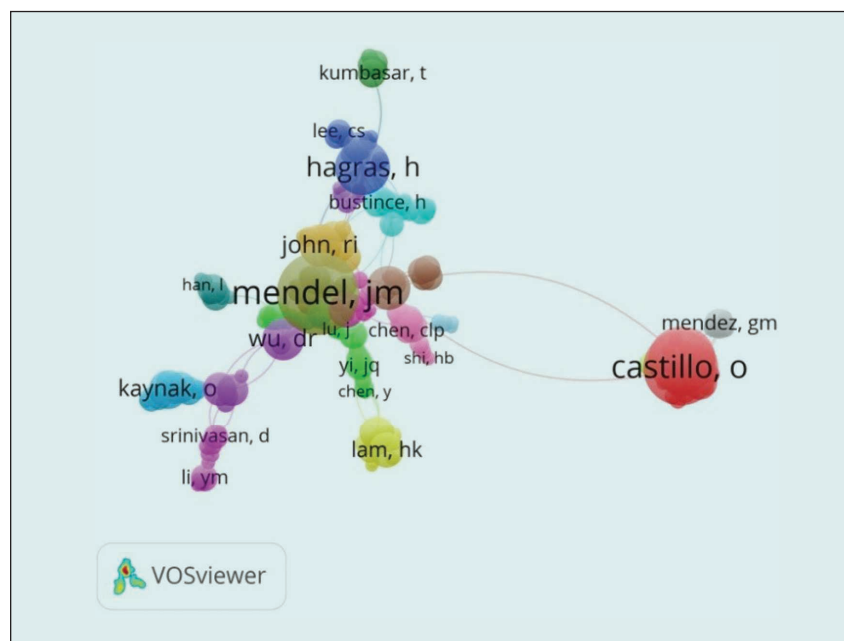 kumbasar, t
lee, cs
hagras, h
bustince, h
john, ri
han, l
mendel, jm
wu, dr
lu, j
chen, clp
mendez, gm
shi, hb
yi, jq
castillo, o
kaynak, o
chen, y
srinivasan, d
lam, hk
li, ym
VOSviewer